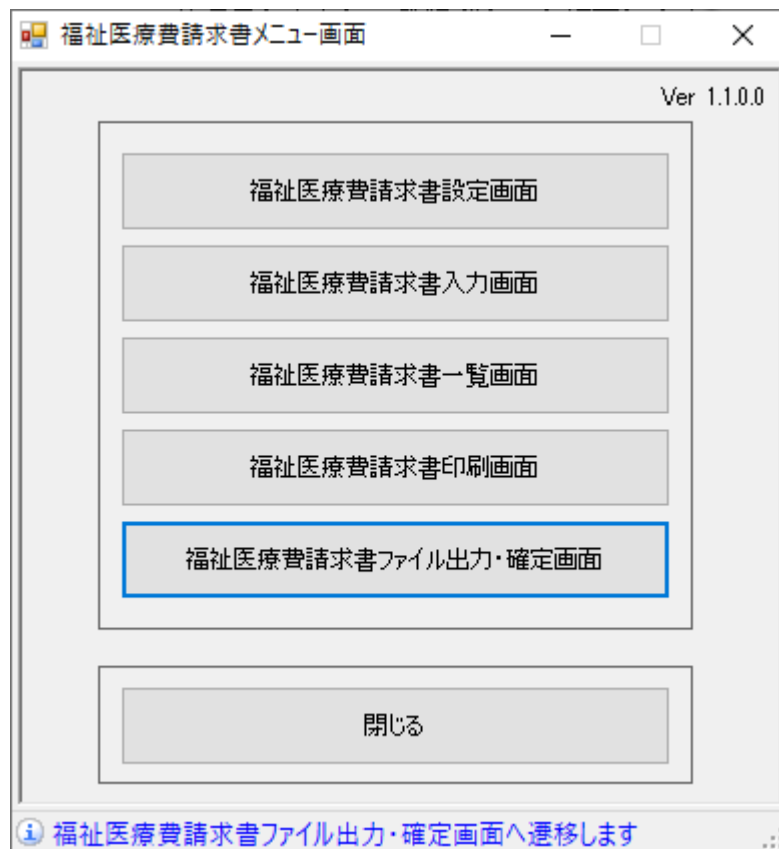 福祉医療費請求書メニュー画面
Ver 1.1.0.0
福祉医療費請求書設定画面
福祉医療費請求書入力画面
福祉医療費請求書一覧画面
福祉医療費請求書印刷画面
福祉医療費請求書ファイル出力・確定画面
閉じる
福祉医療費請求書ファイル出力・確定画面へ遷移します